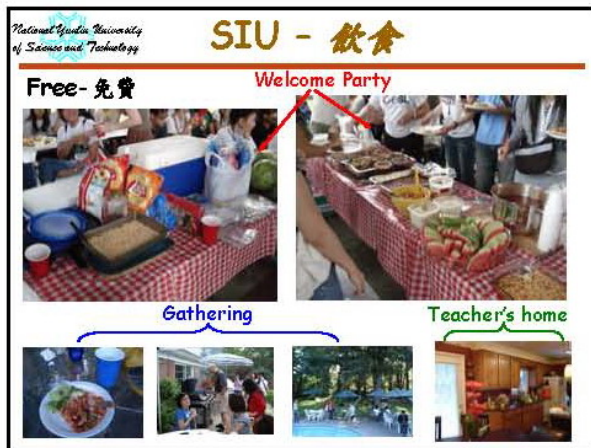 National Yunlin University
of Science and Technology
SIU - 飲食
Free- 免費
Welcome Party
Gathering
Teacher's home